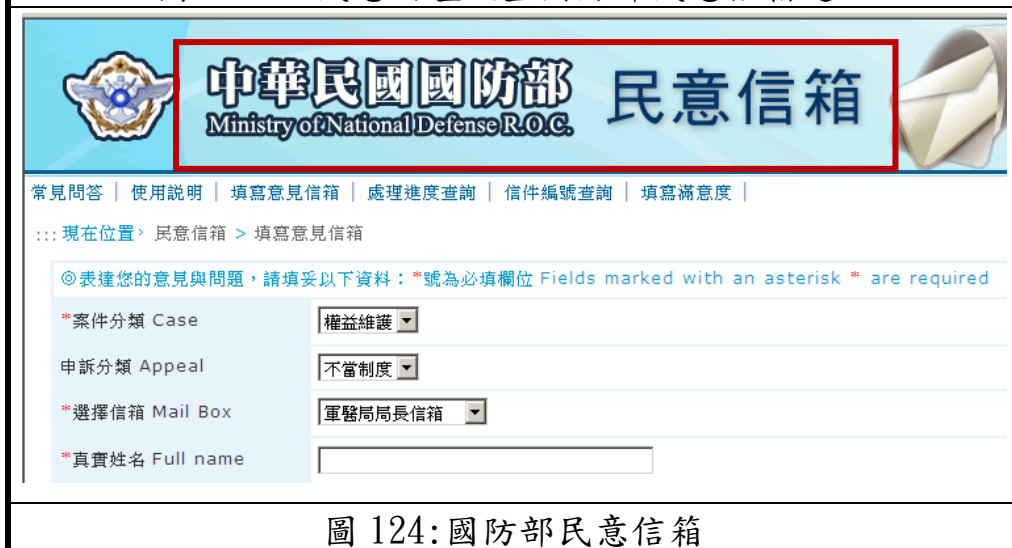 中華民國國防部 民意信箱
Ministry of National Defense R.O.C.
常見問答 | 使用說明 | 填寫意見信箱 | 處理進度查詢 | 信件編號查詢 | 填寫滿意度 |
:::現在位置> 民意信箱 > 填寫意見信箱
◎表達您的意見與問題,請填妥以下資料:*號為必填欄位 Fields marked with an asterisk * are required
*案件分類 Case 權益維護
申訴分類 Appeal 不當制度
*選擇信箱 Mail Box 軍醫局局長信箱
*真實姓名 Full name
圖 124:國防部民意信箱